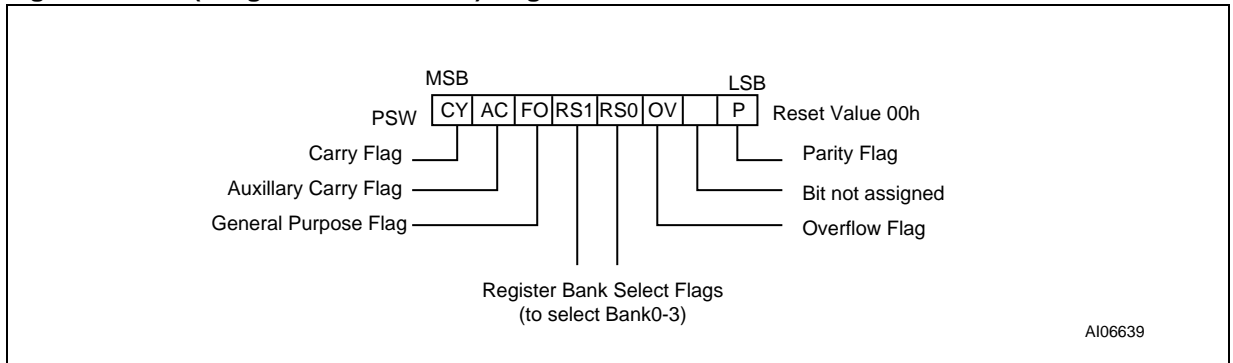 MSB
LSB
PSW CY AC FO RS1 RS0 OV P Reset Value 00h
Carry Flag
Parity Flag
Auxillary Carry Flag
Bit not assigned
General Purpose Flag
Overflow Flag
Register Bank Select Flags
(to select Bank0-3)
AI06639